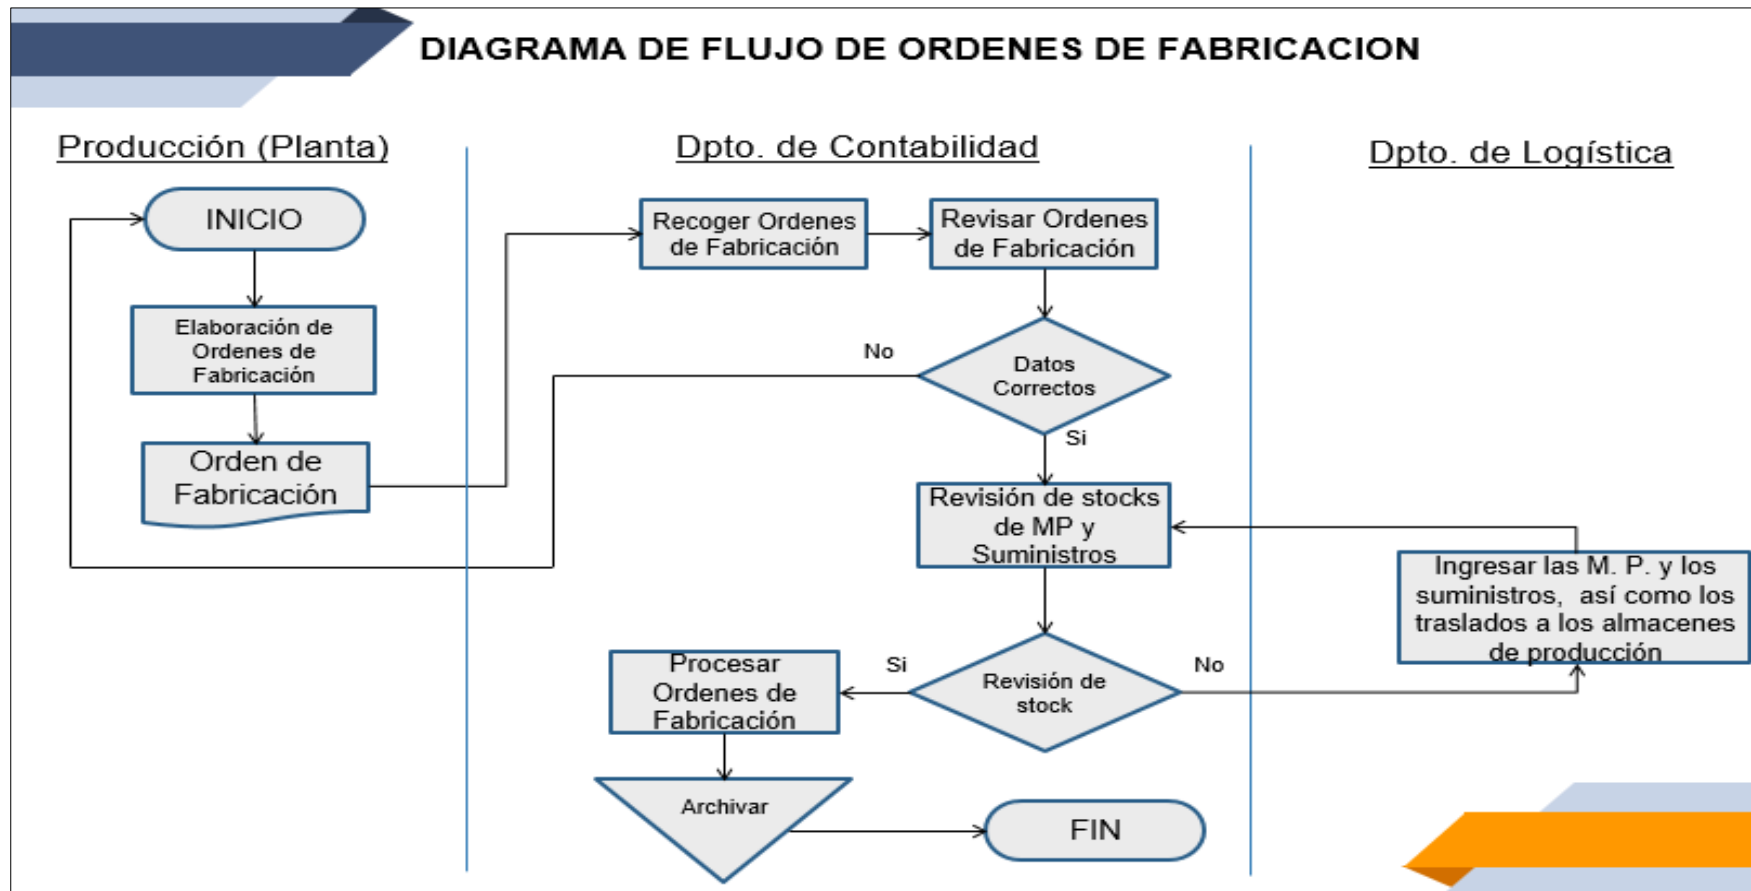 DIAGRAMA DE FLUJO DE ORDENES DE FABRICACION
Producción (Planta)
Dpto. de Contabilidad
Dpto. de Logística
INICIO
Elaboración de
Ordenes de
Fabricación
Orden de
Fabricación
Recoger Ordenes
de Fabricación
Revisar Ordenes
de Fabricación
Datos
Correctos
No
Si
Revisión de stocks
de MP y
Suministros
Revisión de
stock
Si
No
Ingresar las M. P. y los
suministros, así como los
traslados a los almacenes
de producción
Procesar
Ordenes de
Fabricación
Archivar
FIN